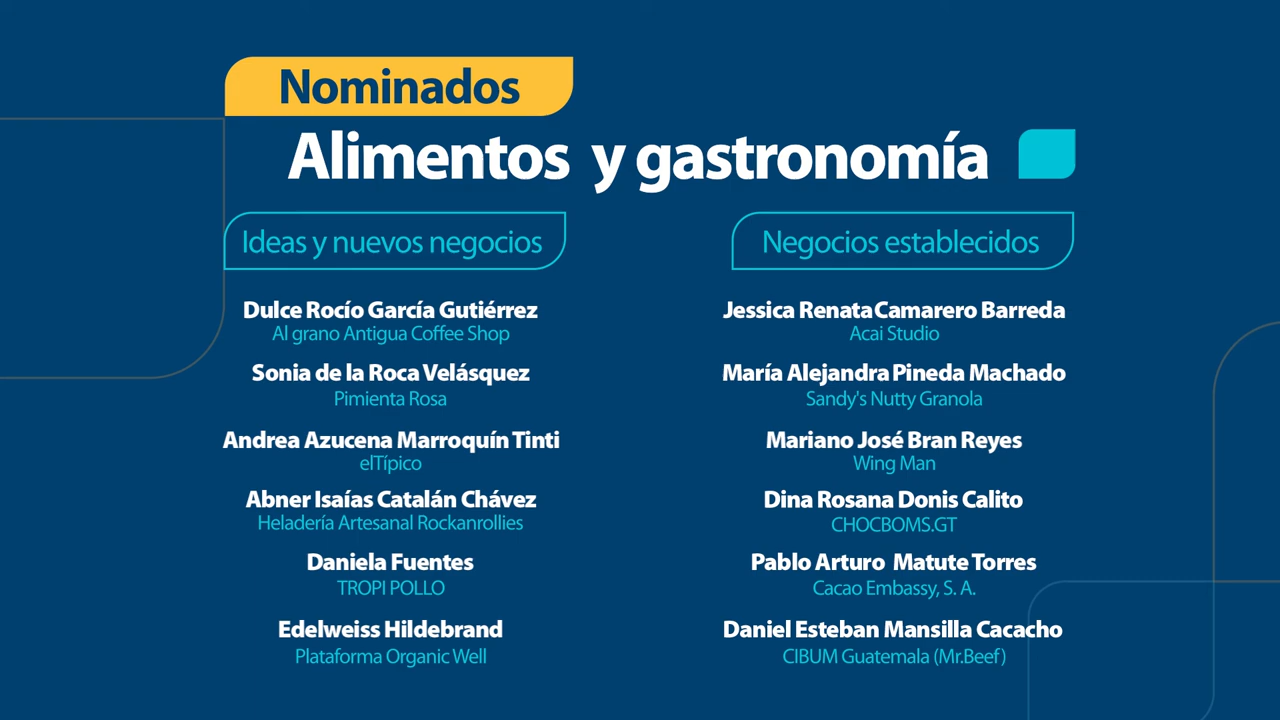 Nominados
Alimentos y gastronomía
Ideas y nuevos negocios
Dulce Rocío García Gutiérrez
Al grano Antigua Coffee Shop
Sonia de la Roca Velásquez
Pimienta Rosa
Andrea Azucena Marroquín Tinti
elTípico
Abner Isaías Catalán Chávez
Heladería Artesanal Rockanrollies
Daniela Fuentes
TROPI POLLO
Edelweiss Hildebrand
Plataforma Organic Well
Negocios establecidos
Jessica Renata Camarero Barreda
Acai Studio
María Alejandra Pineda Machado
Sandy's Nutty Granola
Mariano José Bran Reyes
Wing Man
Dina Rosana Donis Calito
CHOCBOMS.GT
Pablo Arturo Matute Torres
Cacao Embassy, S. A.
Daniel Esteban Mansilla Cacacho
CIBUM Guatemala (Mr.Beef)